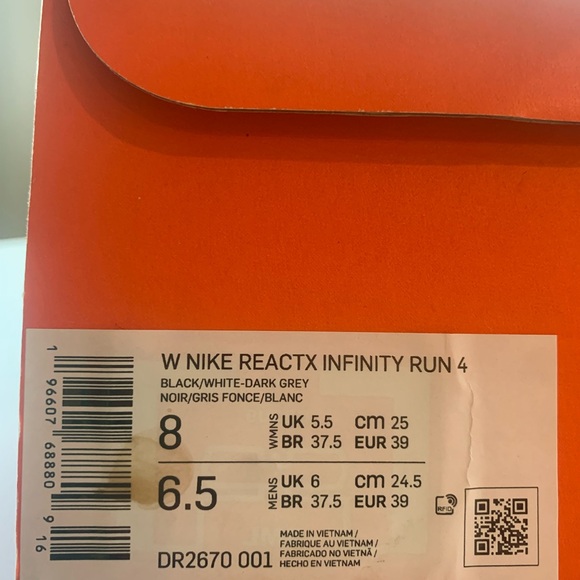 W NIKE REACTX INFINITY RUN 4
BLACK/WHITE-DARK GREY
NOIR/GRIS FONCE/BLANC
8 WMNS UK 5.5 cm 25
BR 37.5 EUR 39
6.5 MENS UK 6 cm 24.5
BR 37.5 EUR 39
RFID
DR2670 001
MADE IN VIETNAM /
FABRIQUE AU VIETNAM /
FABRICADO NO VIETNÃ /
HECHO EN VIETNAM
1 96607 68880 9 16